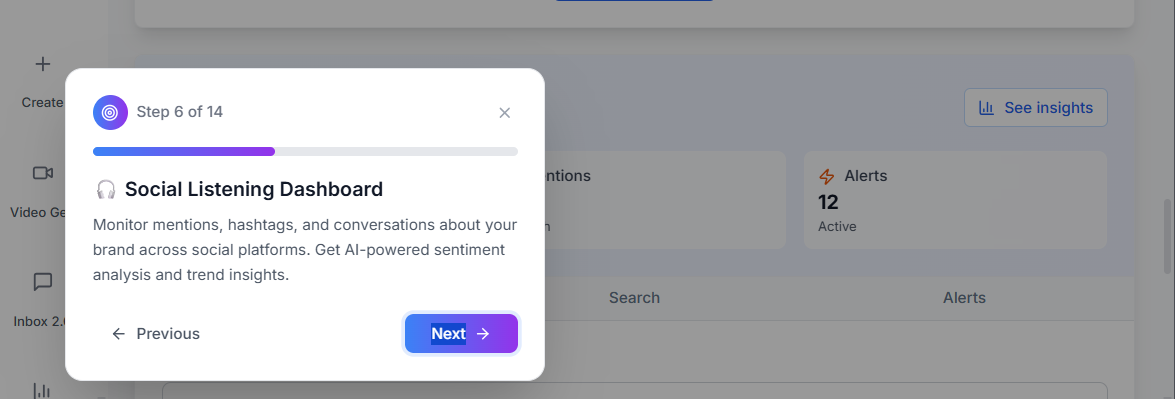 Create
Video Ge
Inbox 2.
Step 6 of 14
Social Listening Dashboard
Monitor mentions, hashtags, and conversations about your
brand across social platforms. Get AI-powered sentiment
analysis and trend insights.
Previous
Next
See insights
ntions
Alerts
12
Active
Search
Alerts